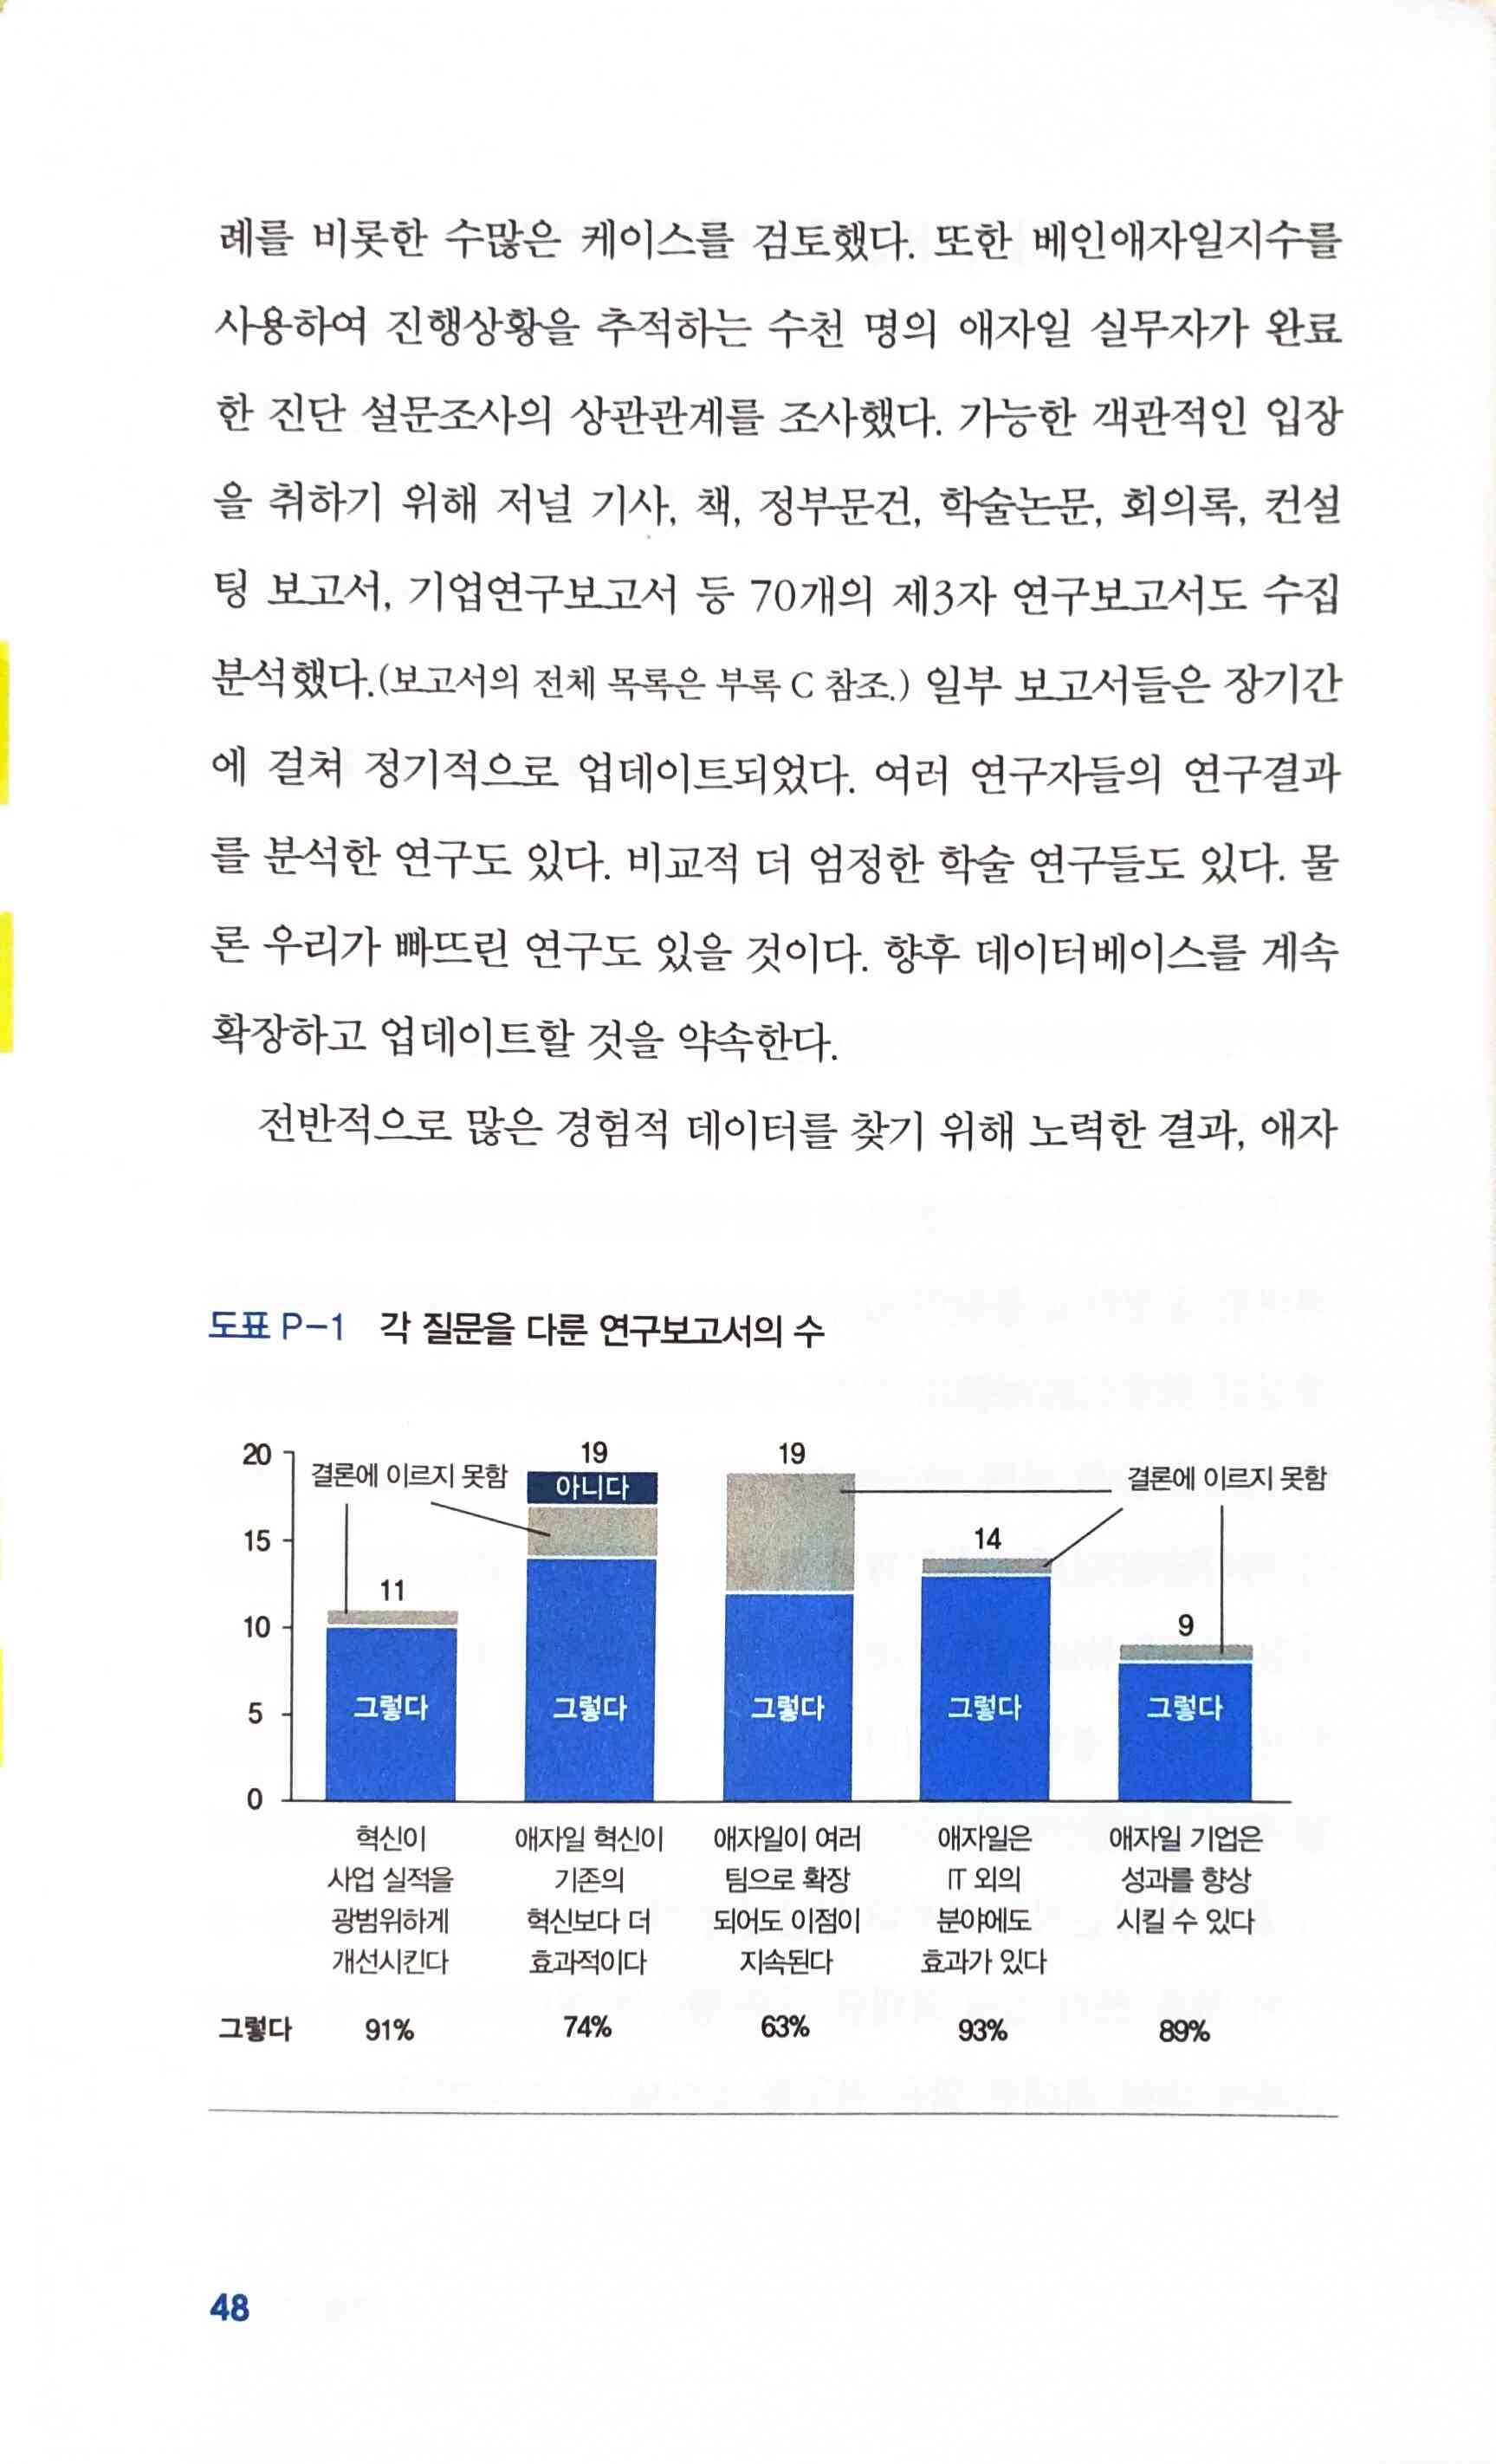 례를 비롯한 수많은 케이스를 검토했다. 또한 베인애자일지수를
사용하여 진행상황을 추적하는 수천 명의 애자일 실무자가 완료
한 진단 설문조사의 상관관계를 조사했다. 가능한 객관적인 입장
을 취하기 위해 저널 기사, 책, 정부문건, 학술논문, 회의록, 컨설
팅 보고서, 기업연구보고서 등 70개의 제3자 연구보고서도 수집
분석했다.(보고서의 전체 목록은 부록 C 참조.) 일부 보고서들은 장기간
에 걸쳐 정기적으로 업데이트되었다. 여러 연구자들의 연구결과
를 분석한 연구도 있다. 비교적 더 엄정한 학술 연구들도 있다. 물
론 우리가 빠뜨린 연구도 있을 것이다. 향후 데이터베이스를 계속
확장하고 업데이트할 것을 약속한다.
전반적으로 많은 경험적 데이터를 찾기 위해 노력한 결과, 애자
도표 P-1 각 질문을 다룬 연구보고서의 수
20
15
10
5
0
결론에 이르지 못함
11
그렇다
19
아니다
그렇다
19
그렇다
14
그렇다
결론에 이르지 못함
9
그렇다
혁신이
사업 실적을
광범위하게
개선시킨다
애자일 혁신이
기존의
혁신보다 더
효과적이다
애자일이 여러
팀으로 확장
되어도 이점이
지속된다
애자일은
IT 외의
분야에도
효과가 있다
애자일 기업은
성과를 향상
시킬 수 있다
그렇다 91% 74% 63% 93% 89%
48